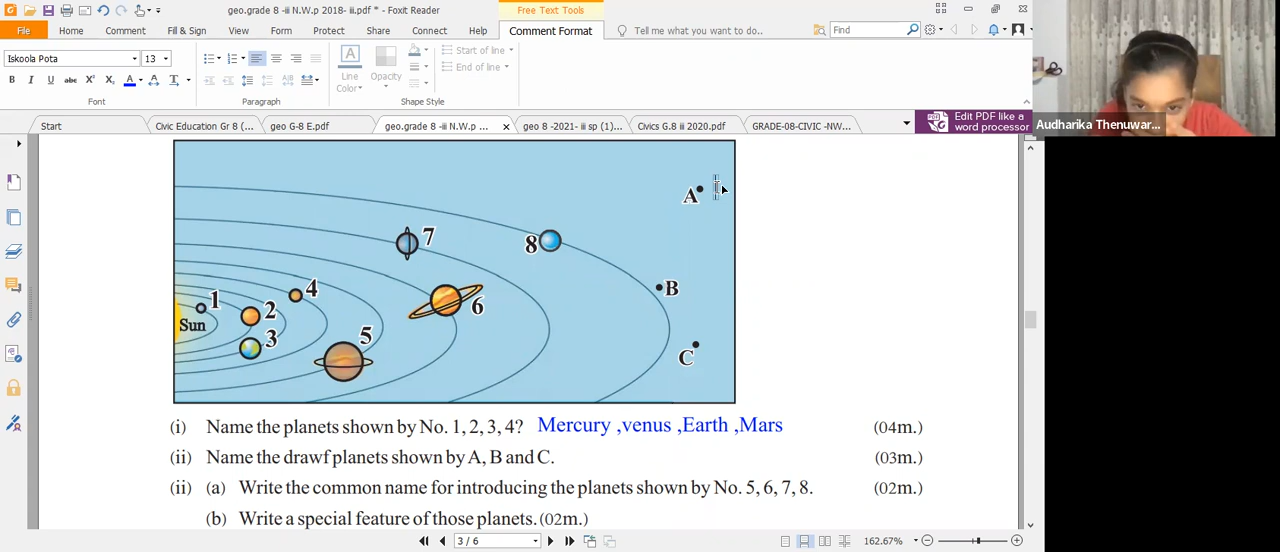 geo.grade 8 -ii N.W.p 2018- ii.pdf * - Foxit Reader
Free Text Tools
File
Home
Comment
Fill & Sign
View
Form
Protect
Share
Connect
Help
Comment Format
Tell me what you want to do..
Find
Iskoola Pota
13
Line Color
Opacity
Start of line
End of line
Font
Paragraph
Shape Style
Start
Civic Education Gr 8 (...
geo G-8 E.pdf
geo.grade 8 -ii N.W.p ...
geo 8 -2021- ii sp (1)...
Civics G.8 ii 2020.pdf
GRADE-08-CIVIC -NW...
Edit PDF like a word processor
Audharika Thenuwar...
A
7
8
B
4
1
6
Sun
2
3
5
C
(i) Name the planets shown by No. 1, 2, 3, 4? Mercury ,venus ,Earth ,Mars (04m.)
(ii) Name the drawf planets shown by A, B and C. (03m.)
(ii) (a) Write the common name for introducing the planets shown by No. 5, 6, 7, 8. (02m.)
(b) Write a special feature of those planets. (02m.)
3 / 6
162.67%